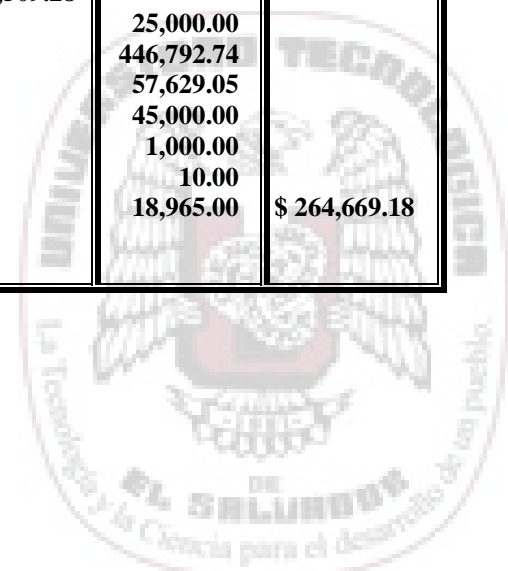 25,000.00
446,792.74
57,629.05
45,000.00
1,000.00
10.00
18,965.00 $ 264,669.18
UNIVERSIDAD TECNOLOGICA
DE
EL SALVADOR
La Tecnología y la Ciencia para el desarrollo de un pueblo.